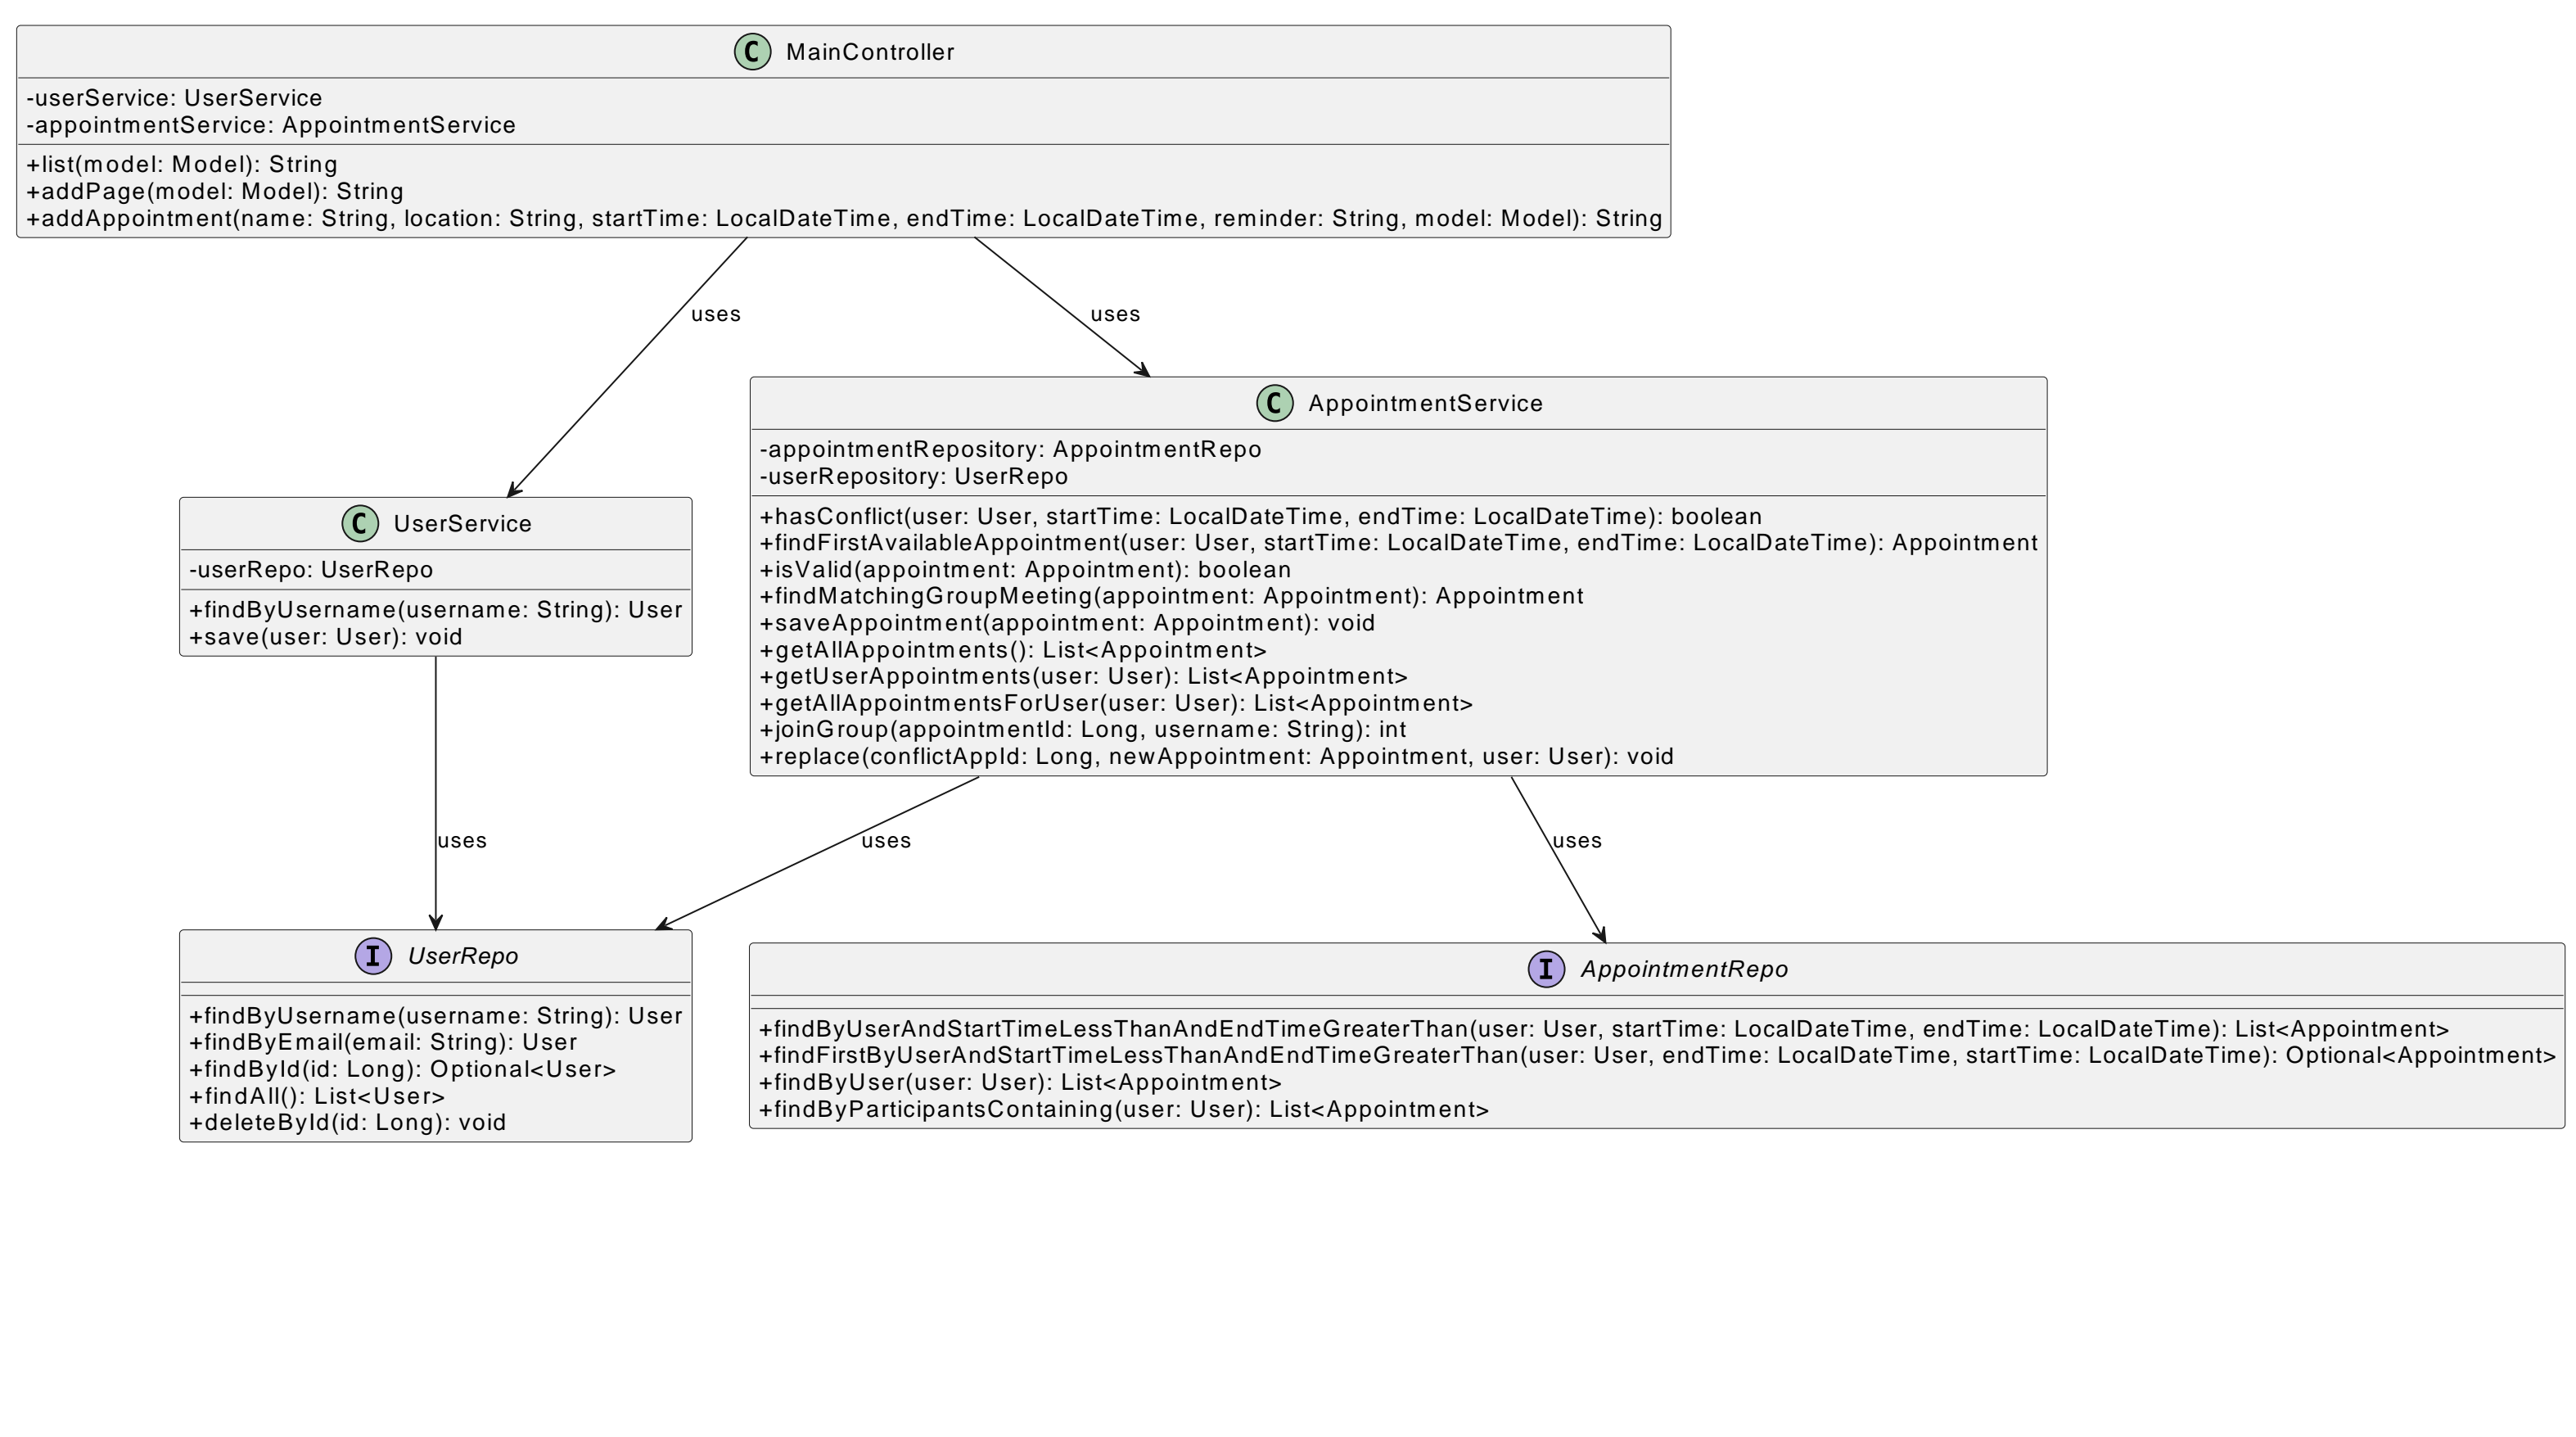 C MainController
-userService: UserService
-appointmentService: AppointmentService
+list(model: Model): String
+addPage(model: Model): String
+addAppointment(name: String, location: String, startTime: LocalDateTime, endTime: LocalDateTime, reminder: String, model: Model): String
uses
uses
C AppointmentService
-appointmentRepository: AppointmentRepo
-userRepository: UserRepo
+hasConflict(user: User, startTime: LocalDateTime, endTime: LocalDateTime): boolean
+findFirstAvailableAppointment(user: User, startTime: LocalDateTime, endTime: LocalDateTime): Appointment
+isValid(appointment: Appointment): boolean
+findMatchingGroupMeeting(appointment: Appointment): Appointment
+saveAppointment(appointment: Appointment): void
+getAllAppointments(): List<Appointment>
+getUserAppointments(user: User): List<Appointment>
+getAllAppointmentsForUser(user: User): List<Appointment>
+joinGroup(appointmentId: Long, username: String): int
+replace(conflictAppId: Long, newAppointment: Appointment, user: User): void
C UserService
-userRepo: UserRepo
+findByUsername(username: String): User
+save(user: User): void
uses
uses
uses
I UserRepo
+findByUsername(username: String): User
+findByEmail(email: String): User
+findById(id: Long): Optional<User>
+findAll(): List<User>
+deleteById(id: Long): void
I AppointmentRepo
+findByUserAndStartTimeLessThanAndEndTimeGreaterThan(user: User, startTime: LocalDateTime, endTime: LocalDateTime): List<Appointment>
+findFirstByUserAndStartTimeLessThanAndEndTimeGreaterThan(user: User, endTime: LocalDateTime, startTime: LocalDateTime): Optional<Appointment>
+findByUser(user: User): List<Appointment>
+findByParticipantsContaining(user: User): List<Appointment>